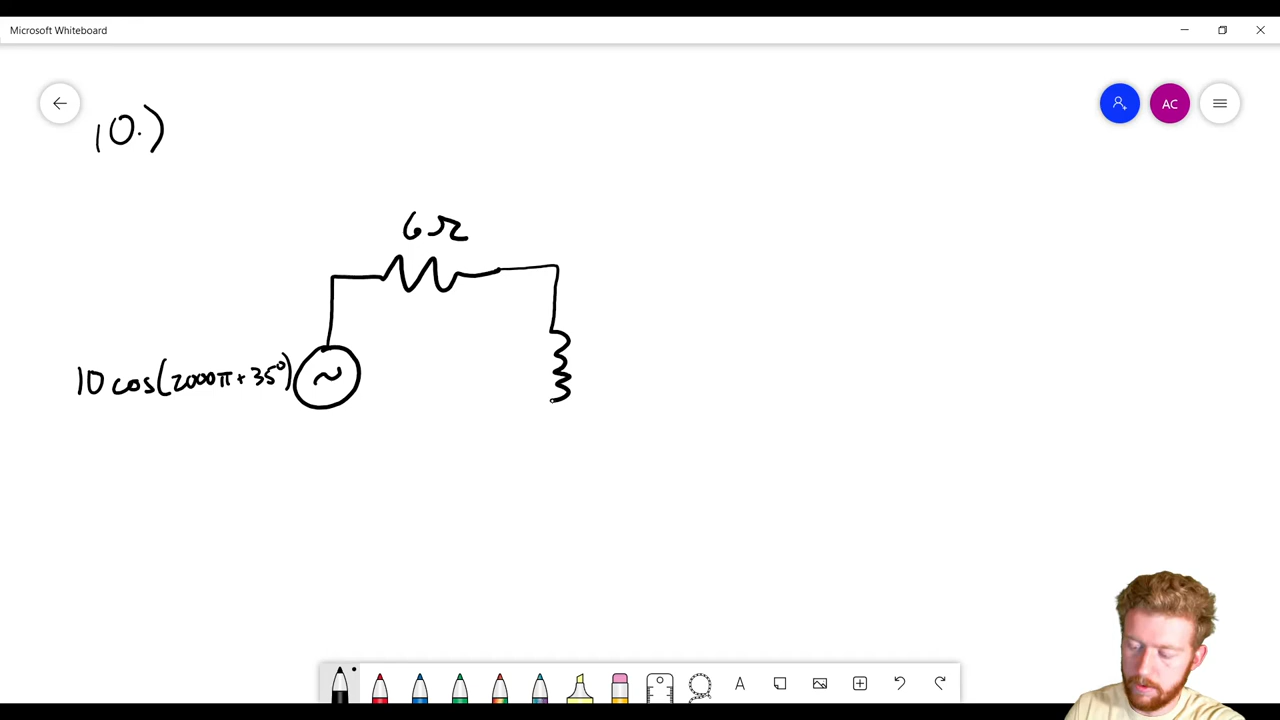 Microsoft Whiteboard
10.)
AC
6Ω
10 cos(2000π+35°)
~
A